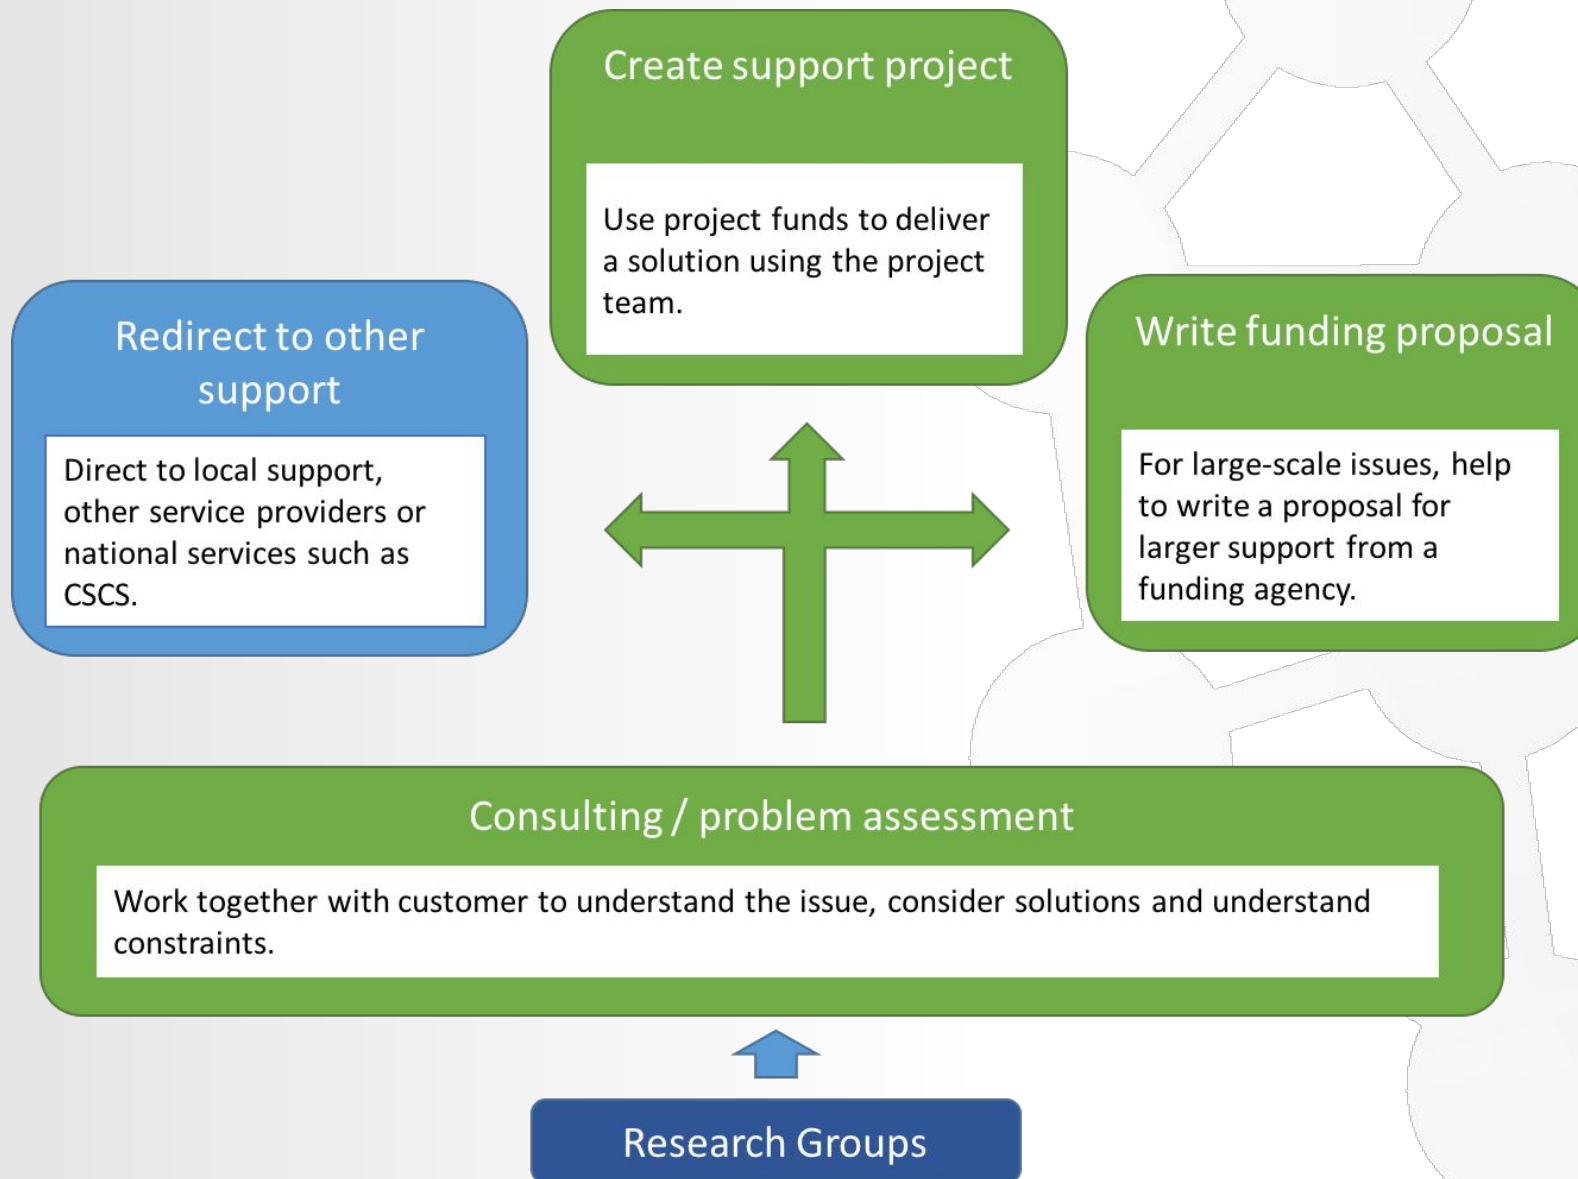 Create support project
Use project funds to deliver
a solution using the project
team.
Redirect to other
support
Direct to local support,
other service providers or
national services such as
CSCS.
Write funding proposal
For large-scale issues, help
to write a proposal for
larger support from a
funding agency.
Consulting / problem assessment
Work together with customer to understand the issue, consider solutions and understand
constraints.
Research Groups